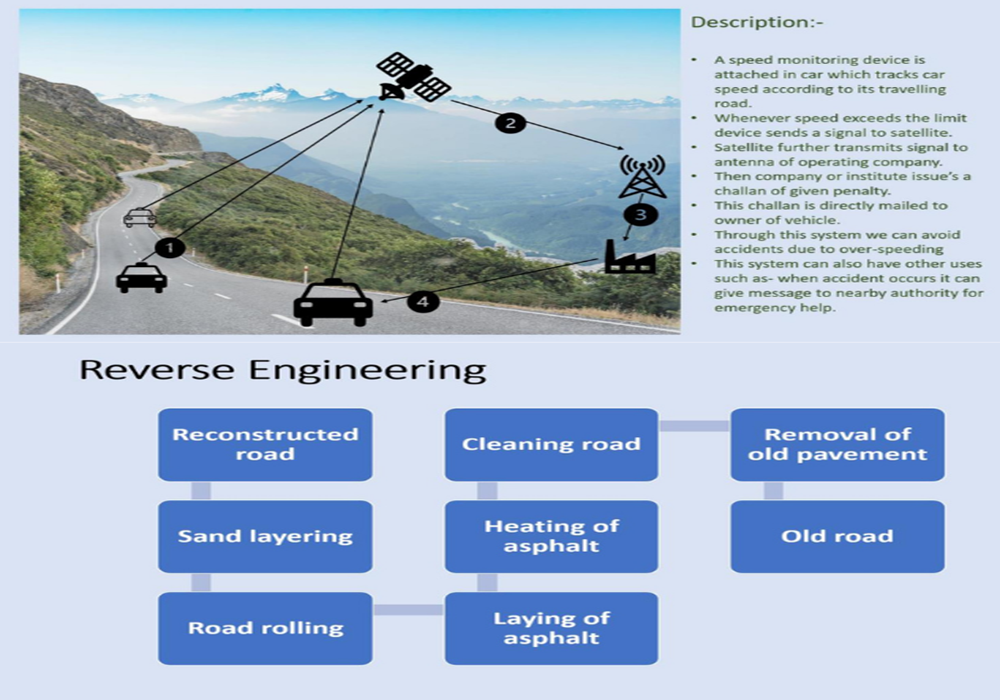 Description:-
• A speed monitoring device is
attached in car which tracks car
speed according to its travelling
road.
• Whenever speed exceeds the limit
device sends a signal to satellite.
• Satellite further transmits signal to
antenna of operating company.
• Then company or institute issue's a
challan of given penalty.
• This challan is directly mailed to
owner of vehicle.
• Through this system we can avoid
accidents due to over-speeding
• This system can also have other uses
such as- when accident occurs it can
give message to nearby authority for
emergency help.
2
3
1
4
Reverse Engineering
Reconstructed
road
Sand layering
Road rolling
Cleaning road
Heating of
asphalt
Laying of
asphalt
Removal of
old pavement
Old road